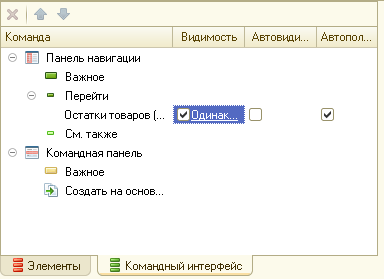 Команда Видимость Автовиди... Автопол...
Панель навигации
Важное
Перейти
Остатки товаров (... Одинак...
См. также
Командная панель
Важное
Создать на основ...
Элементы Командный интерфейс